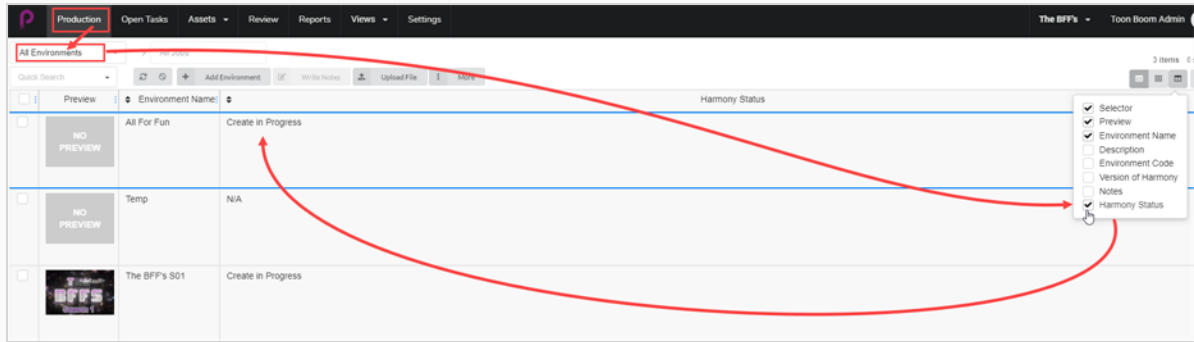 Production Open Tasks Assets Review Reports Views Settings The BFF's Toon Boom Admin
All Environments All Jobs
3 items
Quick Search Add Environment Write Notes Upload File More
Preview Environment Name Harmony Status
Selector
Preview
Environment Name
Description
Environment Code
Version of Harmony
Notes
Harmony Status
NO PREVIEW All For Fun Create in Progress
NO PREVIEW Temp N/A
BFFS The BFF's S01 Create in Progress